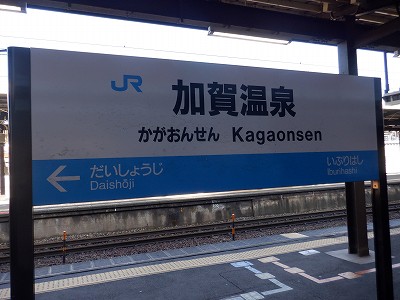 JR
加賀温泉
かがおんせん Kagaonsen
だいしょうじ
Daishōji
いぶりはし
Iburihashi